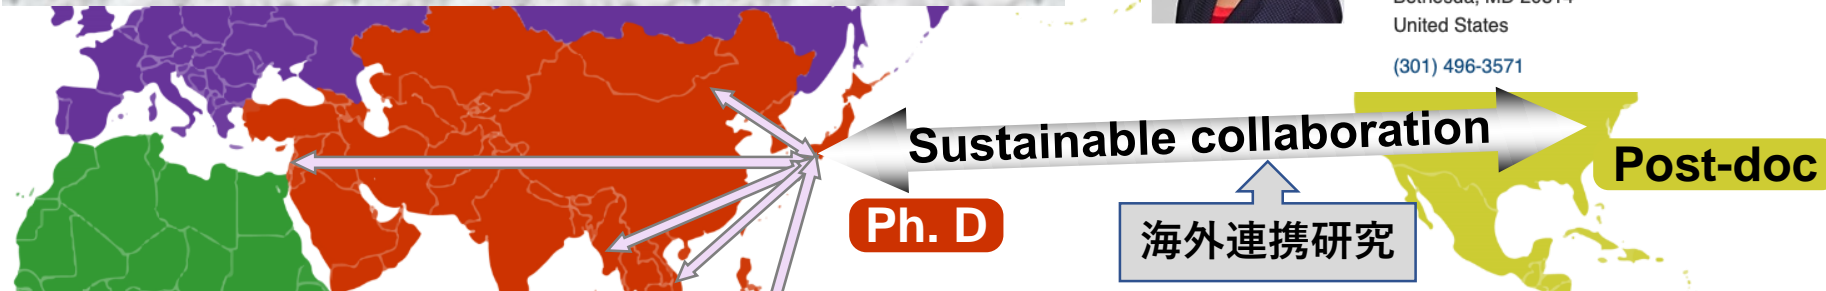 United States
(301) 496-3571
Sustainable collaboration
Post-doc
Ph. D
海外連携研究